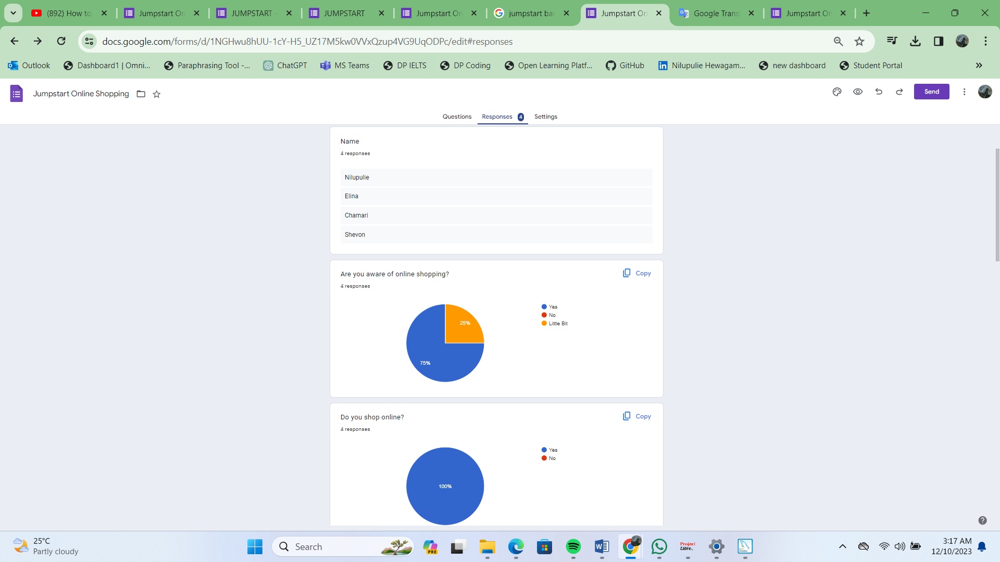 (892) How to
Jumpstart On
JUMPSTART -
JUMPSTART
Jumpstart On
jumpstart ba
Jumpstart On
Google Trans
Jumpstart On
docs.google.com/forms/d/1NGHwu8hUU-1cY-H5_UZ17M5kw0VVxQzup4VG9UqODPc/edit#responses
Outlook
Dashboard1 | Omni...
Paraphrasing Tool -...
ChatGPT
MS Teams
DP IELTS
DP Coding
Open Learning Platf...
GitHub
Nilupulie Hewagam...
new dashboard
Student Portal
Jumpstart Online Shopping
Send
Questions
Responses 4
Settings
Name
4 responses
Nilupulie
Elina
Chamari
Shevon
Are you aware of online shopping?
Copy
4 responses
Yes
No
Little Bit
25%
75%
Do you shop online?
Copy
4 responses
Yes
No
100%
25°C
Partly cloudy
Search
PRE
Project
Libre.
3:17 AM
12/10/2023